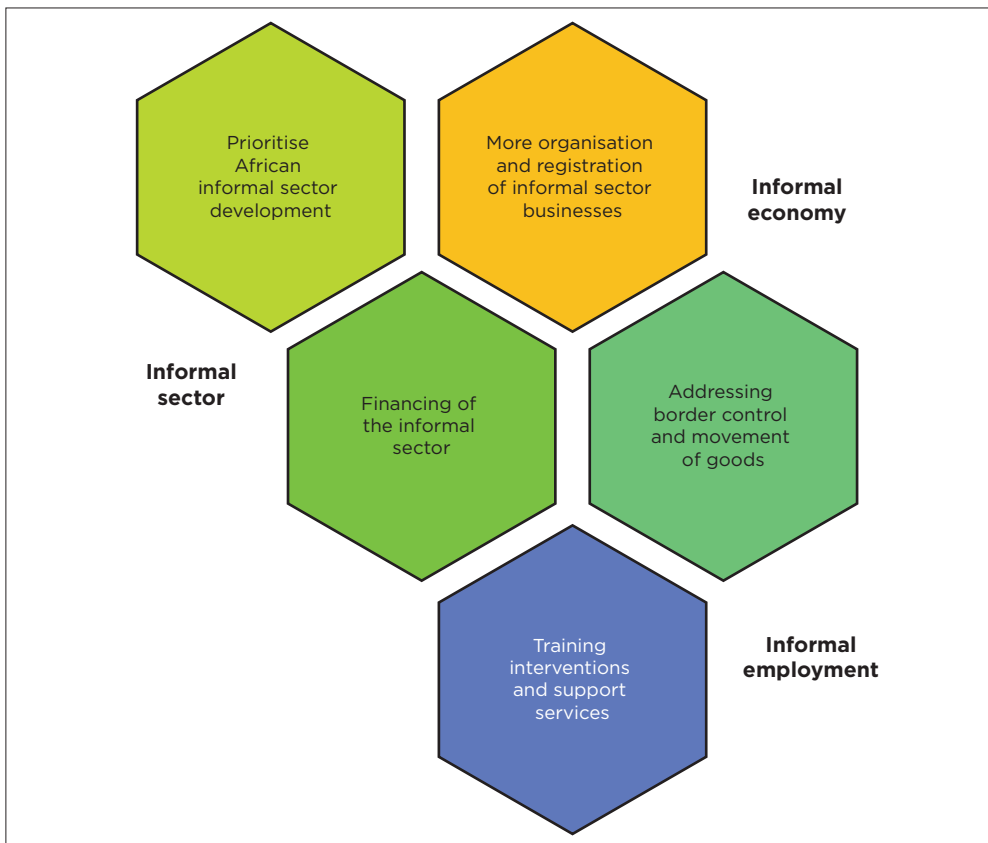 Prioritise
African
informal sector
development
More organisation
and registration
of informal sector
businesses
Informal
economy
Informal
sector
Financing of
the informal
sector
Addressing
border control
and movement
of goods
Training
interventions
and support
services
Informal
employment